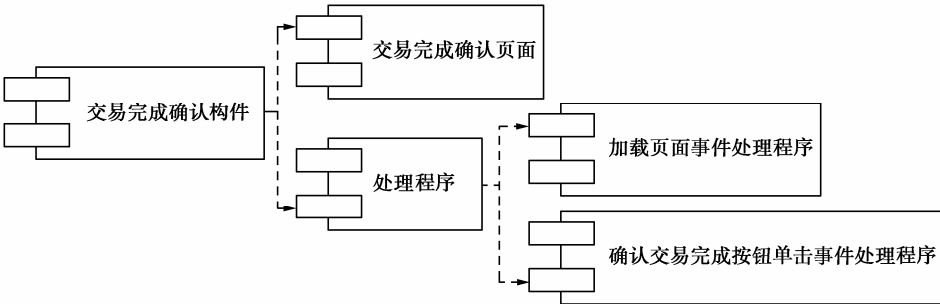 交易完成确认页面
交易完成确认构件
加载页面事件处理程序
处理程序
确认交易完成按钮单击事件处理程序